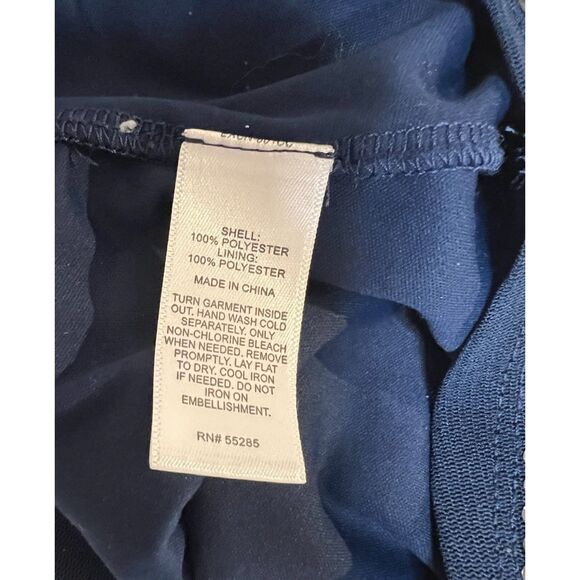 SHELL:
100% POLYESTER
LINING:
100% POLYESTER
MADE IN CHINA
TURN GARMENT INSIDE
OUT. HAND WASH COLD
SEPARATELY. ONLY
NON-CHLORINE BLEACH
WHEN NEEDED. REMOVE
PROMPTLY. LAY FLAT
TO DRY. COOL IRON
IF NEEDED. DO NOT
IRON ON
EMBELLISHMENT.
RN# 55285